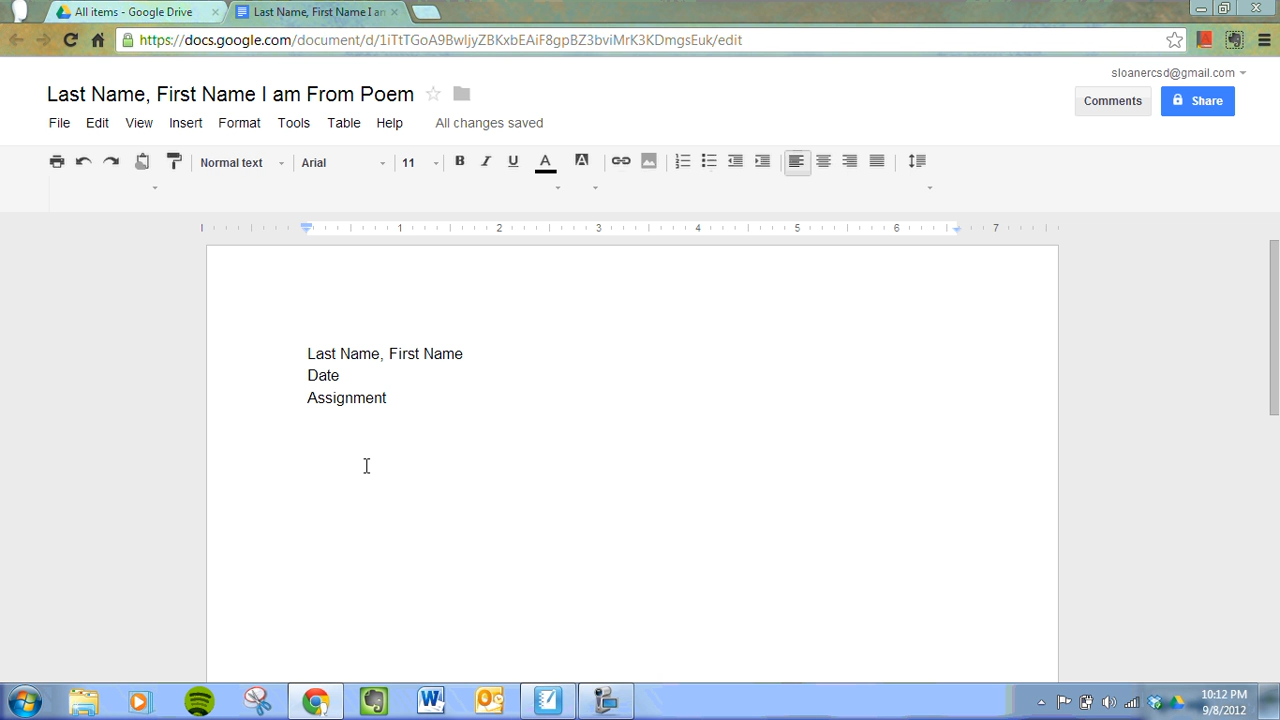 All items - Google Drive
Last Name, First Name I an
https://docs.google.com/document/d/1iTtTGoA9BwIjyZBKxbEAiF8gpBZ3bviMrK3KDmgsEuk/edit
sloanercsd@gmail.com
Last Name, First Name I am From Poem
Comments
Share
File Edit View Insert Format Tools Table Help All changes saved
Normal text Arial 11 B I U A A
1 2 3 4 5 6 7
Last Name, First Name
Date
Assignment
10:12 PM
9/8/2012